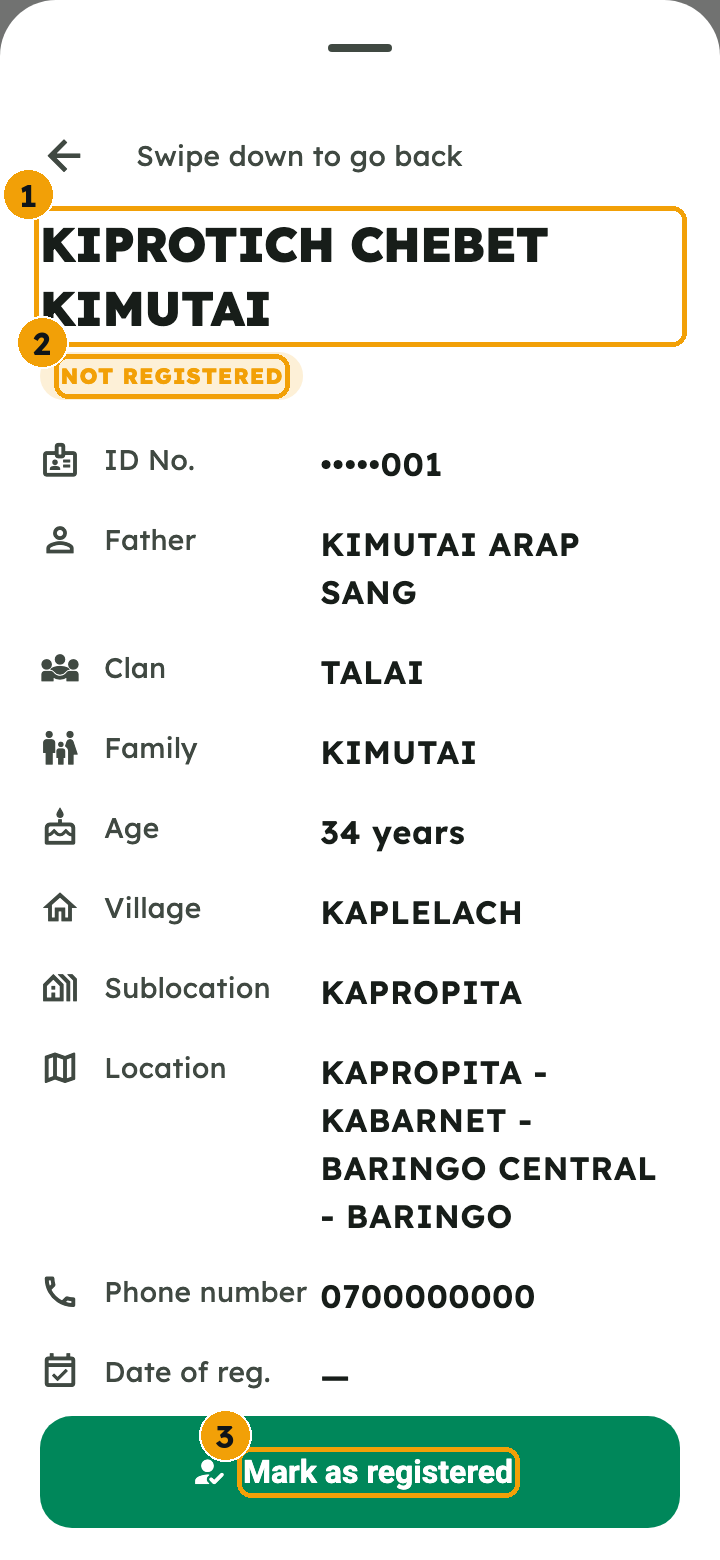 Swipe down to go back
1
KIPROTICH CHEBET
KIMUTAI
2
NOT REGISTERED
ID No. •••••001
Father KIMUTAI ARAP
SANG
Clan TALAI
Family KIMUTAI
Age 34 years
Village KAPLELACH
Sublocation KAPROPITA
Location KAPROPITA -
KABARNET -
BARINGO CENTRAL
- BARINGO
Phone number 0700000000
Date of reg. —
3
Mark as registered